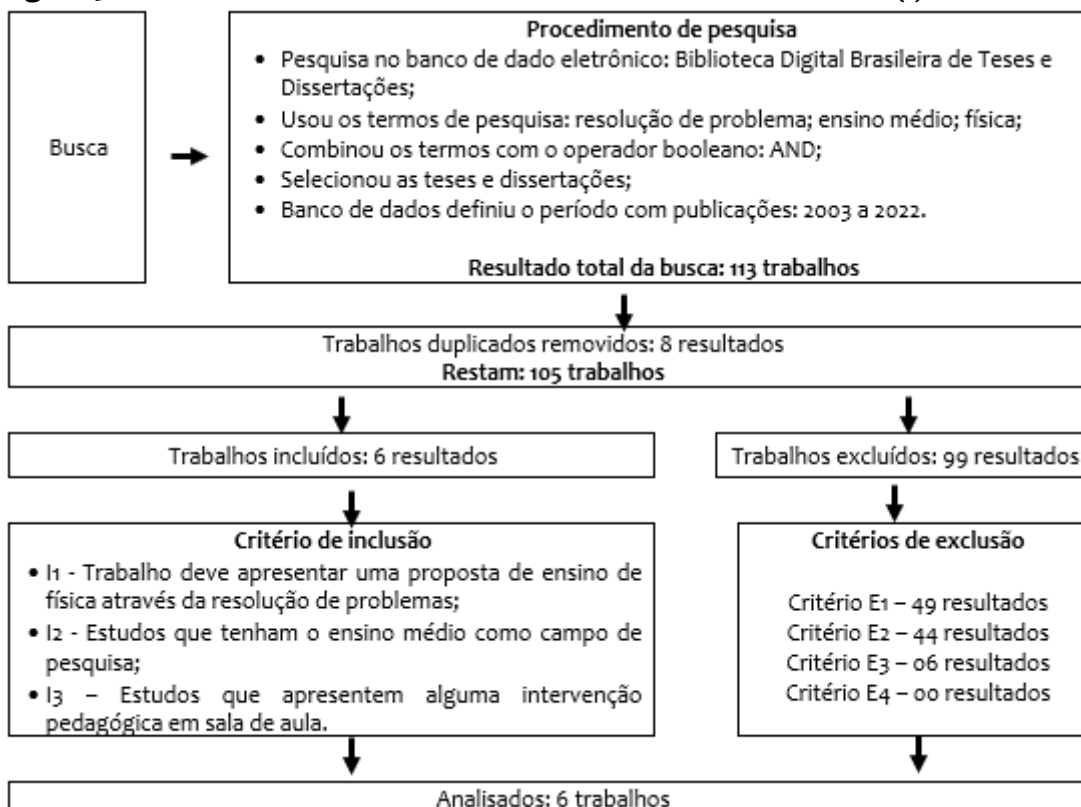 Procedimento de pesquisa
• Pesquisa no banco de dado eletrônico: Biblioteca Digital Brasileira de Teses e
Dissertações;
• Usou os termos de pesquisa: resolução de problema; ensino médio; física;
Busca
• Combinou os termos com o operador booleano: AND;
• Selecionou as teses e dissertações;
• Banco de dados definiu o período com publicações: 2003 a 2022.
Resultado total da busca: 113 trabalhos
Trabalhos duplicados removidos: 8 resultados
Restam: 105 trabalhos
Trabalhos incluídos: 6 resultados
Trabalhos excluídos: 99 resultados
Critério de inclusão
• I1 - Trabalho deve apresentar uma proposta de ensino de
física através da resolução de problemas;
• I2 - Estudos que tenham o ensino médio como campo de
pesquisa;
• I3 – Estudos que apresentem alguma intervenção
pedagógica em sala de aula.
Critérios de exclusão
Critério E1 – 49 resultados
Critério E2 – 44 resultados
Critério E3 – 06 resultados
Critério E4 – 00 resultados
Analisados: 6 trabalhos